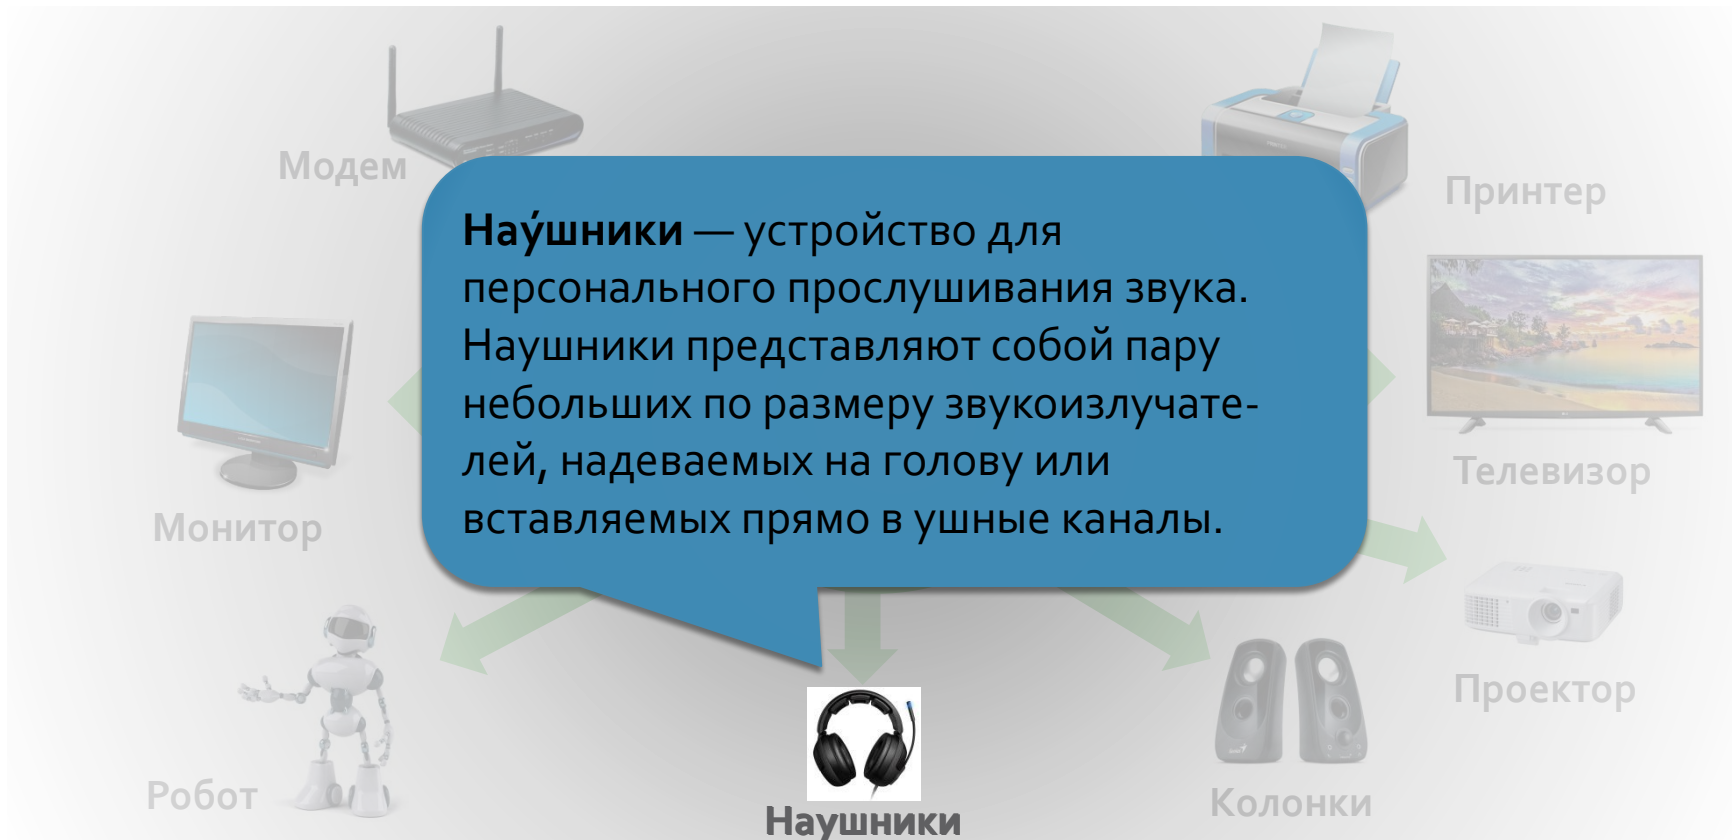 Модем
Принтер
Нау́шники — устройство для
персонального прослушивания звука.
Наушники представляют собой пару
небольших по размеру звукоизлучате-
лей, надеваемых на голову или
вставляемых прямо в ушные каналы.
Телевизор
Монитор
Проектор
Робот
Колонки
Наушники